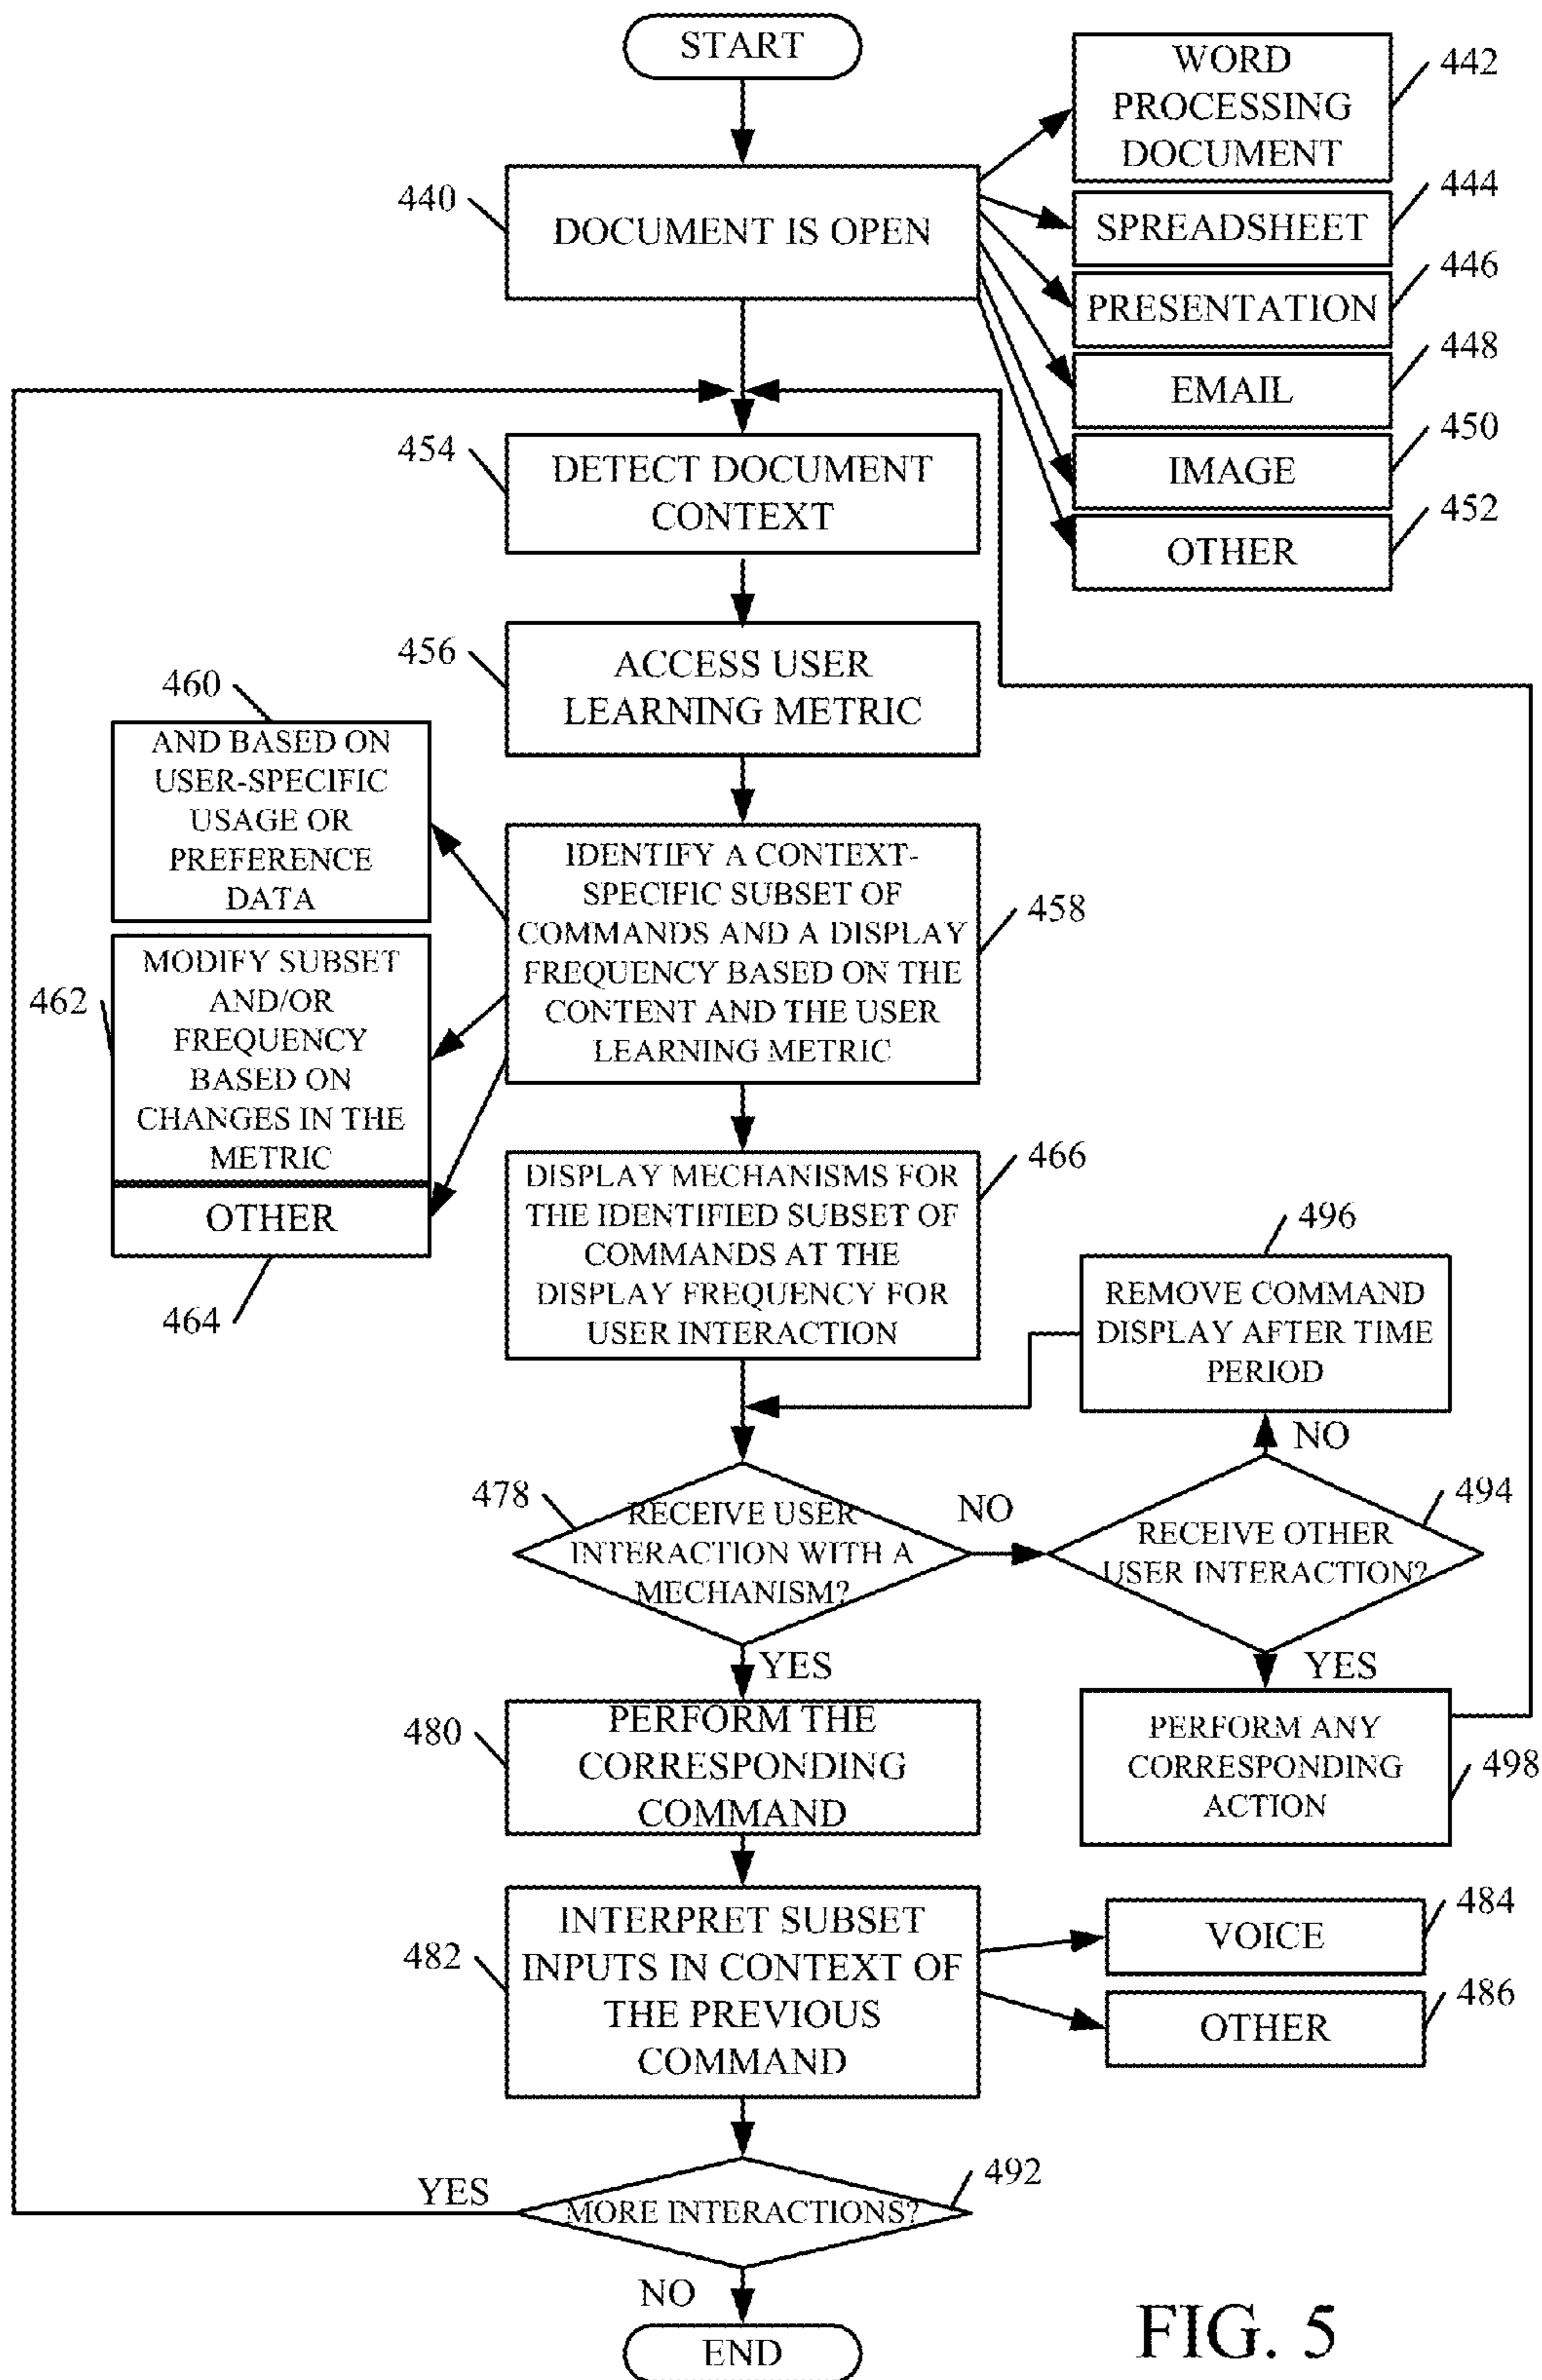 START
WORD
PROCESSING
DOCUMENT
442
440
DOCUMENT IS OPEN
444
SPREADSHEET
446
PRESENTATION
448
EMAIL
450
IMAGE
452
OTHER
454
DETECT DOCUMENT
CONTEXT
456
ACCESS USER
LEARNING METRIC
460
AND BASED ON
USER-SPECIFIC
USAGE OR
PREFERENCE
DATA
458
IDENTIFY A CONTEXT-
SPECIFIC SUBSET OF
COMMANDS AND A DISPLAY
FREQUENCY BASED ON THE
CONTENT AND THE USER
LEARNING METRIC
462
MODIFY SUBSET
AND/OR
FREQUENCY
BASED ON
CHANGES IN THE
METRIC
OTHER
464
466
DISPLAY MECHANISMS FOR
THE IDENTIFIED SUBSET OF
COMMANDS AT THE
DISPLAY FREQUENCY FOR
USER INTERACTION
496
REMOVE COMMAND
DISPLAY AFTER TIME
PERIOD
NO
478
RECEIVE USER
INTERACTION WITH A
MECHANISM?
NO
494
RECEIVE OTHER
USER INTERACTION?
YES
YES
480
PERFORM THE
CORRESPONDING
COMMAND
PERFORM ANY
CORRESPONDING
ACTION
498
482
INTERPRET SUBSET
INPUTS IN CONTEXT OF
THE PREVIOUS
COMMAND
484
VOICE
486
OTHER
492
YES
MORE INTERACTIONS?
NO
END
FIG. 5